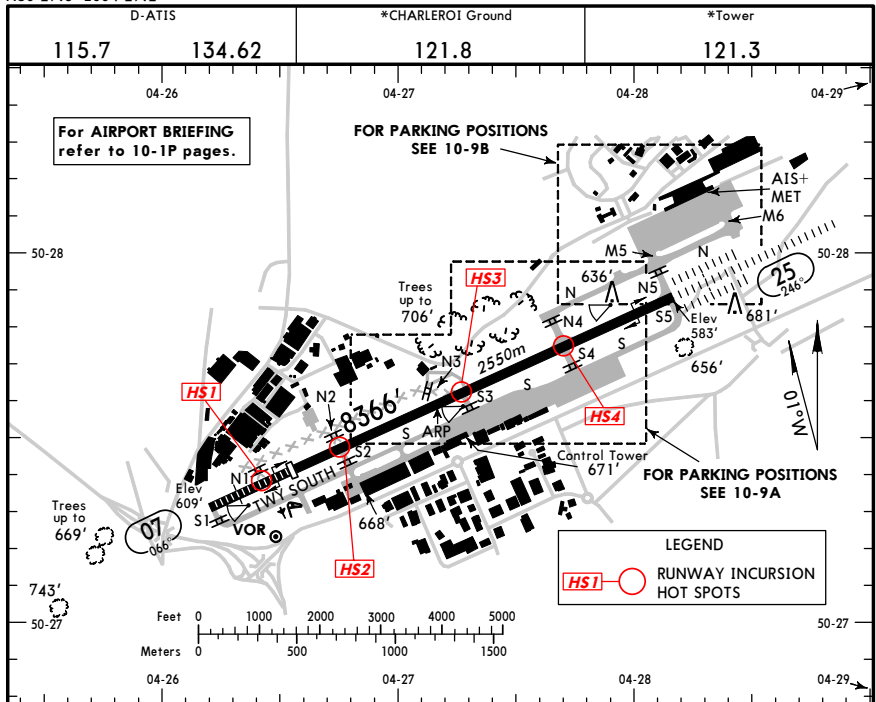 D-ATIS
*CHARLEROI Ground
*Tower
115.7 134.62
121.8
121.3
04-26
04-27
04-28
04-29
For AIRPORT BRIEFING
refer to 10-1P pages.
FOR PARKING POSITIONS
SEE 10-9B
AIS+
MET
M6
M5
N
50-28
50-28
HS3
636'
N
N5
25
246°
Trees
up to
706'
S5
Elev
583'
681'
N4
N3
2550m
S4
S
656'
HS1
N2
8366'
S3
S
HS4
01°W
ARP
S
S2
Control Tower
671'
N1
TWY SOUTH
FOR PARKING POSITIONS
SEE 10-9A
Elev
609'
668'
S1
VOR
Trees
up to
669'
07
066°
HS2
LEGEND
HS1
RUNWAY INCURSION
HOT SPOTS
743'
Feet 0 1000 2000 3000 4000 5000
50-27
50-27
Meters 0 500 1000 1500
04-26
04-27
04-28
04-29